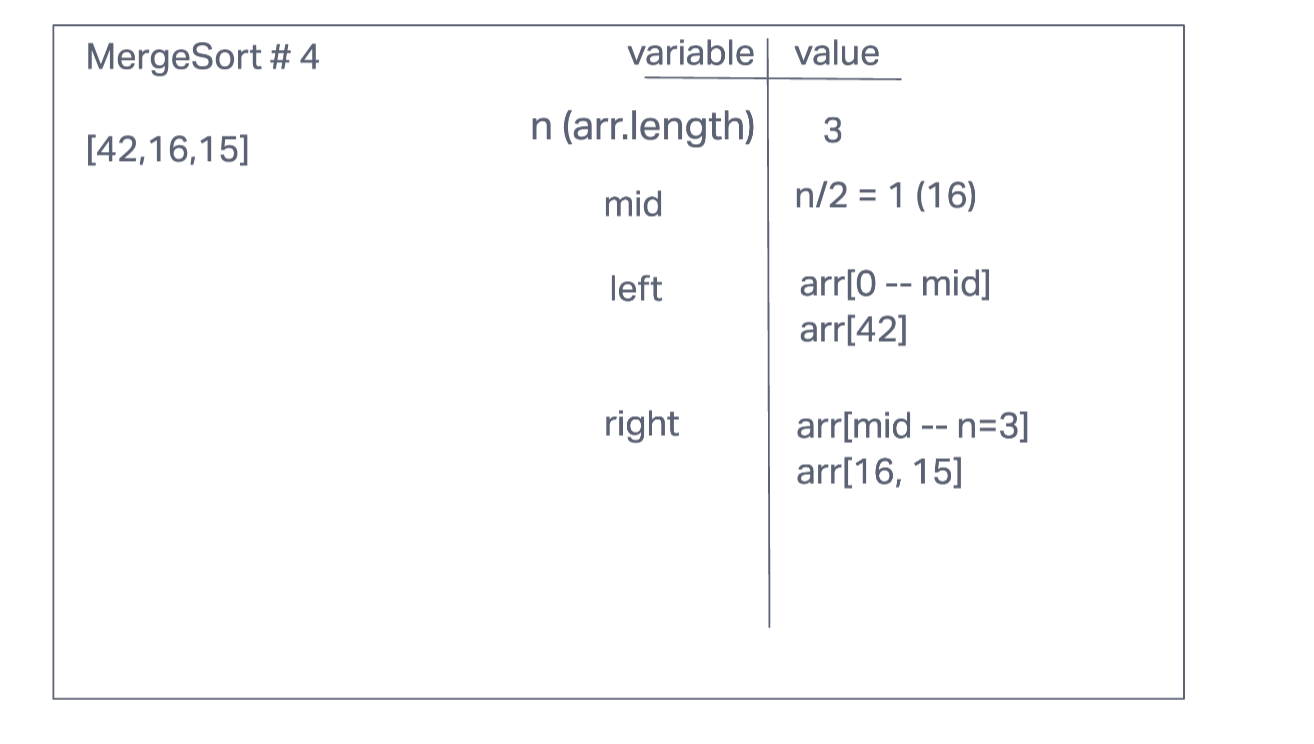 MergeSort # 4
[42,16,15]
variable value
n (arr.length) 3
mid n/2 = 1 (16)
left arr[0 -- mid]
arr[42]
right arr[mid -- n=3]
arr[16, 15]